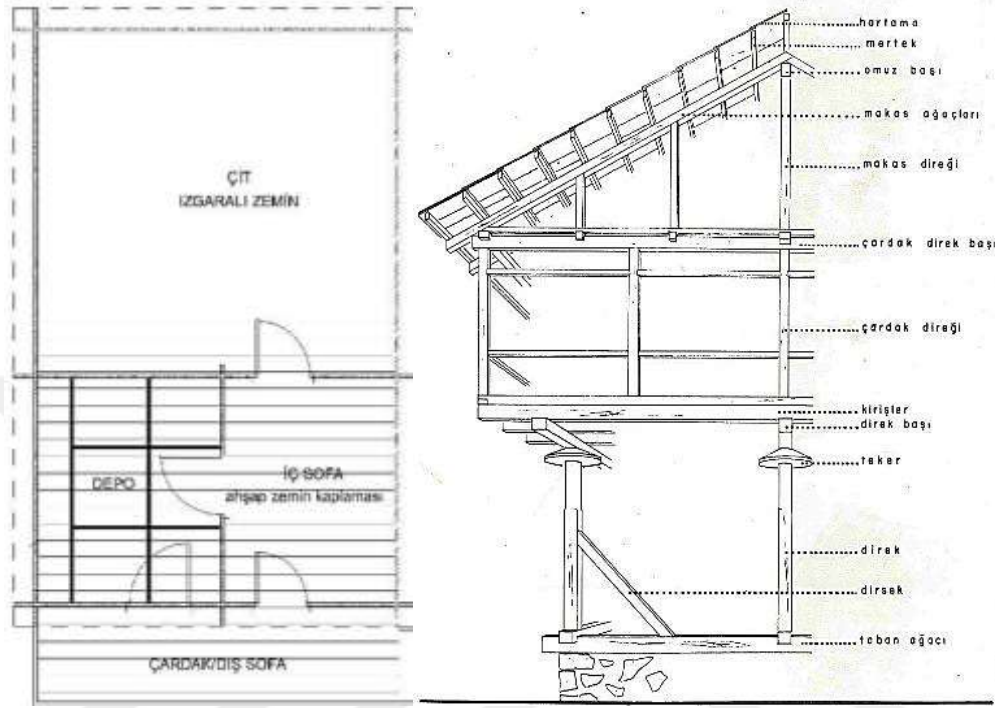 ÇİT
IZGARALI ZEMİN
DEPO
İÇ SOFA
ahşap zemin kaplaması
ÇARDAK/DIŞ SOFA
hartama
mertek
omuz başı
makas ağaçları
makas direği
çardak direk başı
çardak direği
kirişler
direk başı
teker
direk
dirsek
taban ağacı